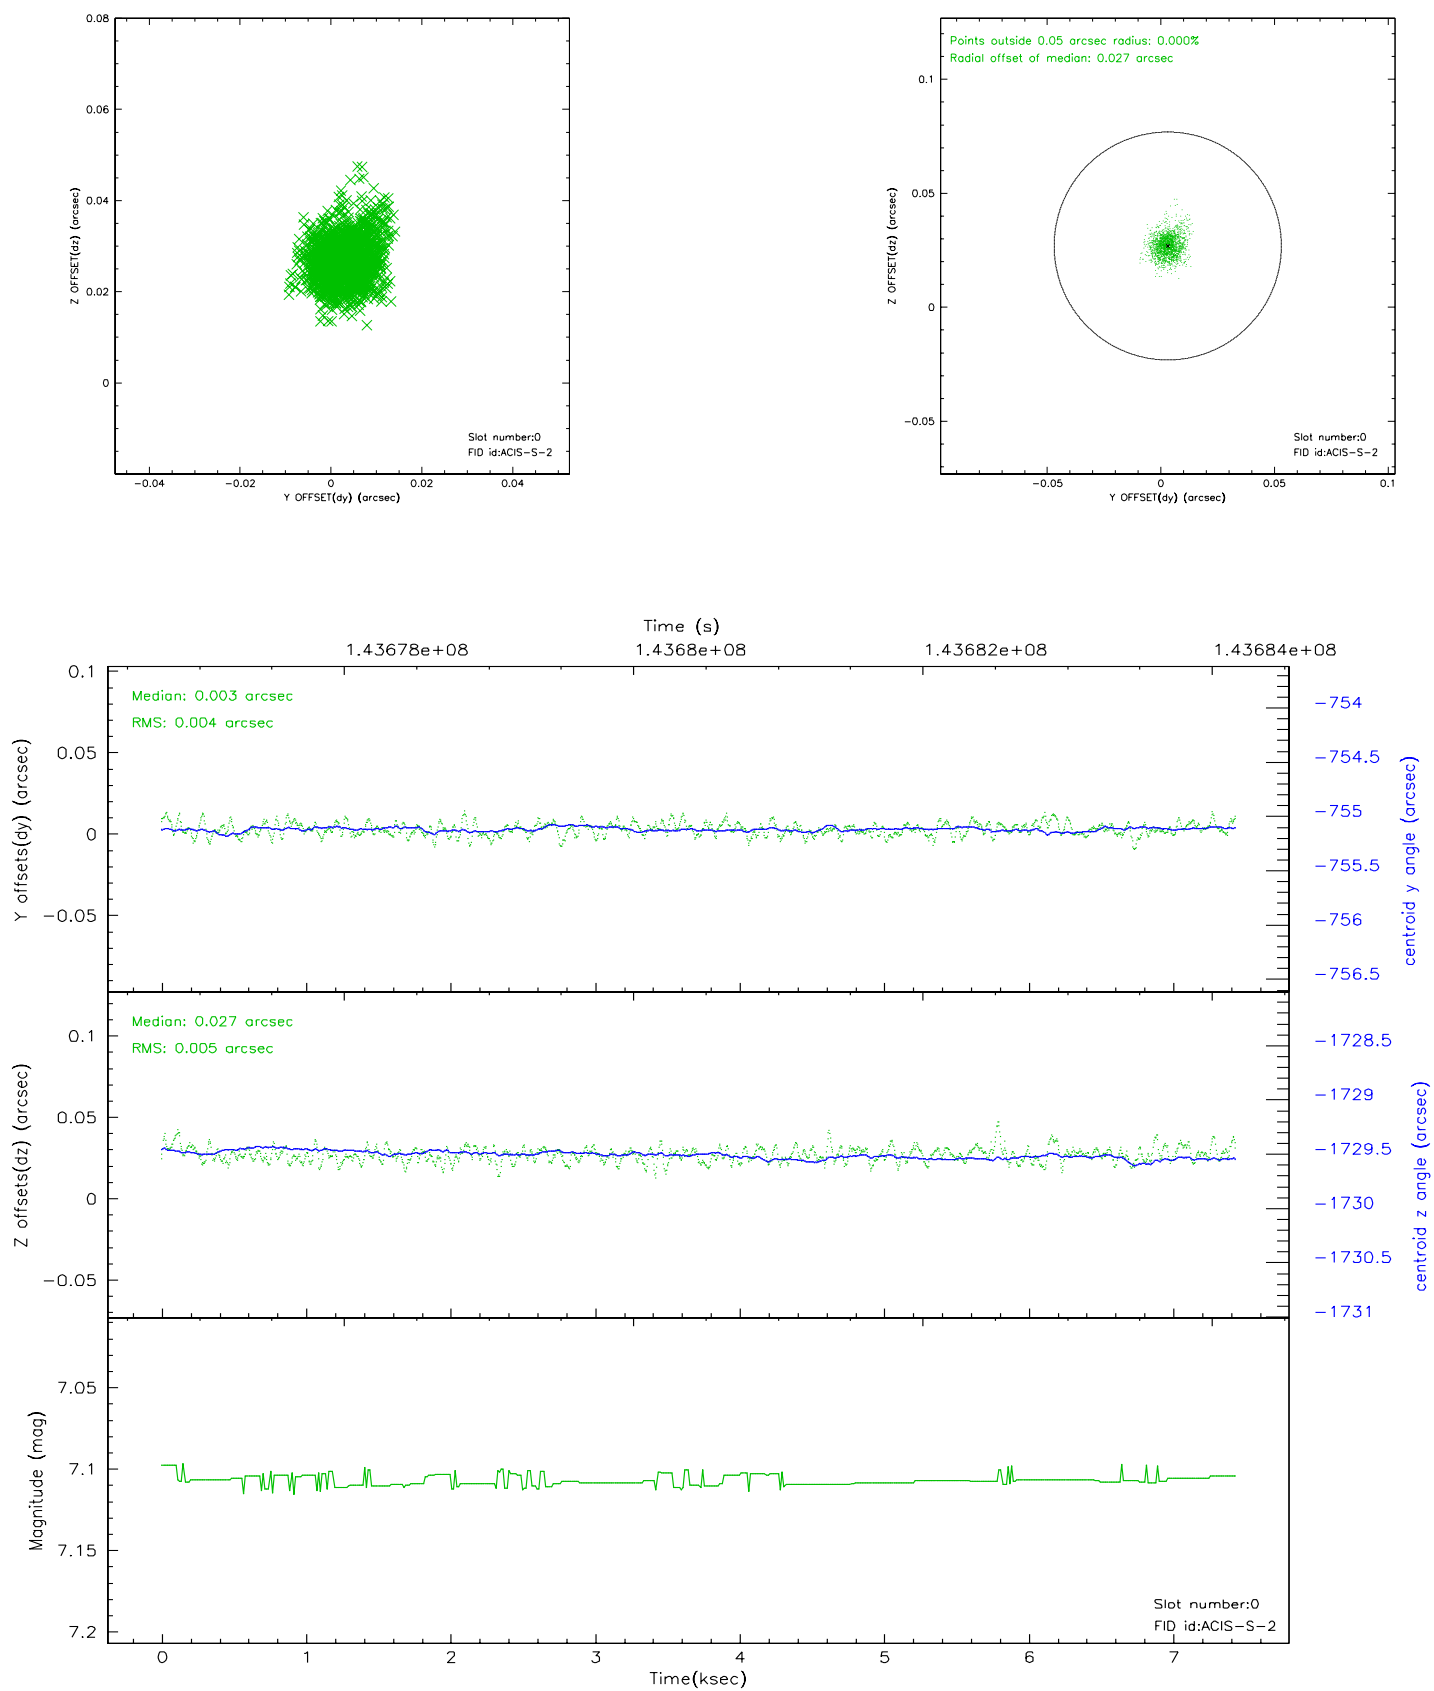 0.08
0.06
0.04
0.02
0
Z OFFSET(dz) (arcsec)
Slot number:0
FID id:ACIS-S-2
-0.04 -0.02 0 0.02 0.04
Y OFFSET(dy) (arcsec)
Points outside 0.05 arcsec radius: 0.000%
Radial offset of median: 0.027 arcsec
0.1
0.05
0
-0.05
Z OFFSET(dz) (arcsec)
Slot number:0
FID id:ACIS-S-2
-0.05 0 0.05 0.1
Y OFFSET(dy) (arcsec)
Time (s)
1.43678e+08 1.4368e+08 1.43682e+08 1.43684e+08
Median: 0.003 arcsec
RMS: 0.004 arcsec
0.1
0.05
0
-0.05
Y offsets(dy) (arcsec)
-754
-754.5
-755
-755.5
-756
-756.5
centroid y angle (arcsec)
Median: 0.027 arcsec
RMS: 0.005 arcsec
0.1
0.05
0
-0.05
Z offsets(dz) (arcsec)
-1728.5
-1729
-1729.5
-1730
-1730.5
-1731
centroid z angle (arcsec)
7.05
7.1
7.15
7.2
Magnitude (mag)
Slot number:0
FID id:ACIS-S-2
0 1 2 3 4 5 6 7
Time(ksec)